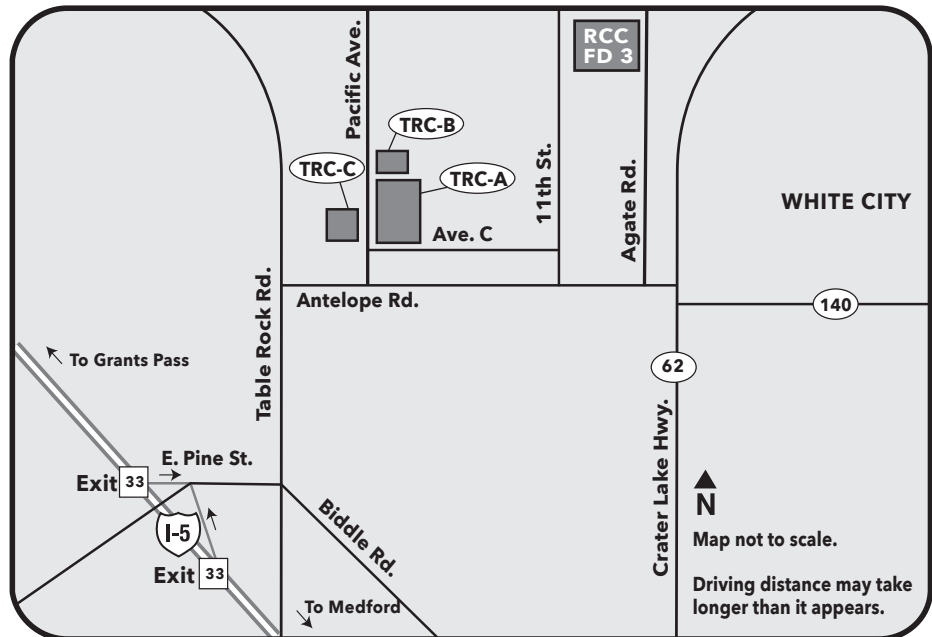 Pacific Ave.
RCC
FD 3
TRC-B
TRC-C
TRC-A
11th St.
Agate Rd.
WHITE CITY
Ave. C
Table Rock Rd.
Antelope Rd.
140
To Grants Pass
62
Crater Lake Hwy.
E. Pine St.
Exit 33
I-5
Biddle Rd.
N
Map not to scale.
Exit 33
To Medford
Driving distance may take
longer than it appears.